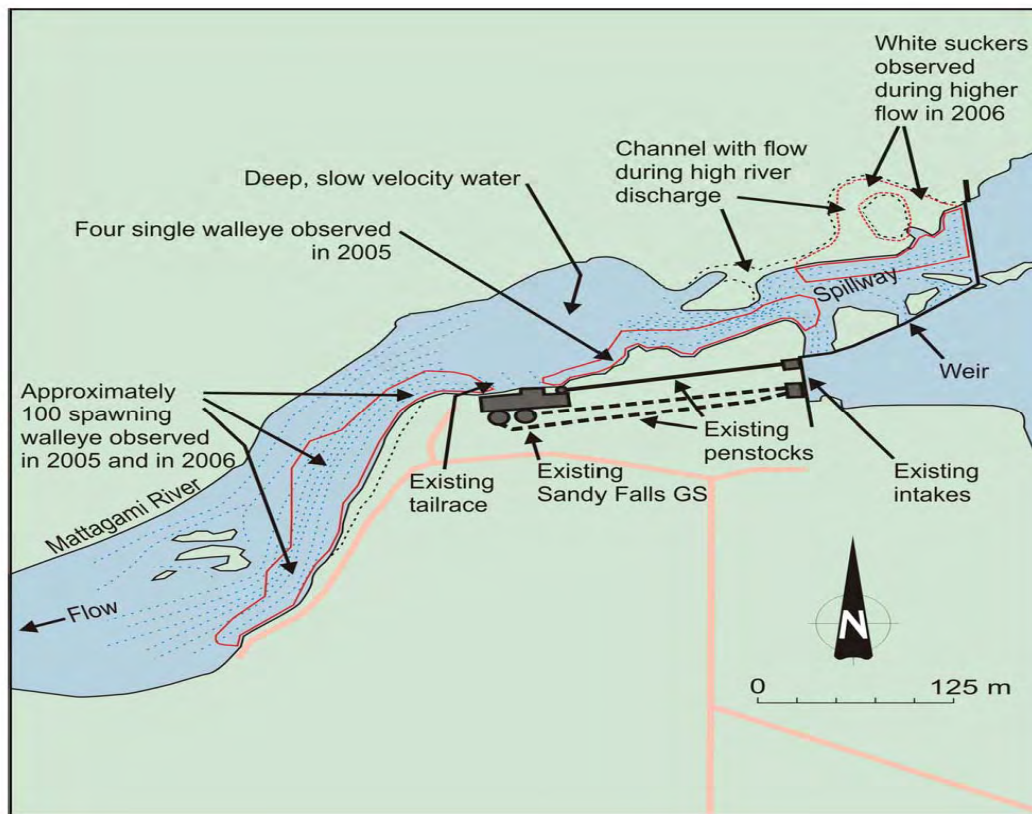 White suckers
observed
during higher
flow in 2006
Channel with flow
during high river
discharge
Deep, slow velocity water
Four single walleye observed
in 2005
Spillway
Weir
Approximately
100 spawning
walleye observed
in 2005 and in 2006
Existing
tailrace
Existing
Sandy Falls GS
Existing
penstocks
Existing
intakes
Mattagami River
Flow
N
0 125 m